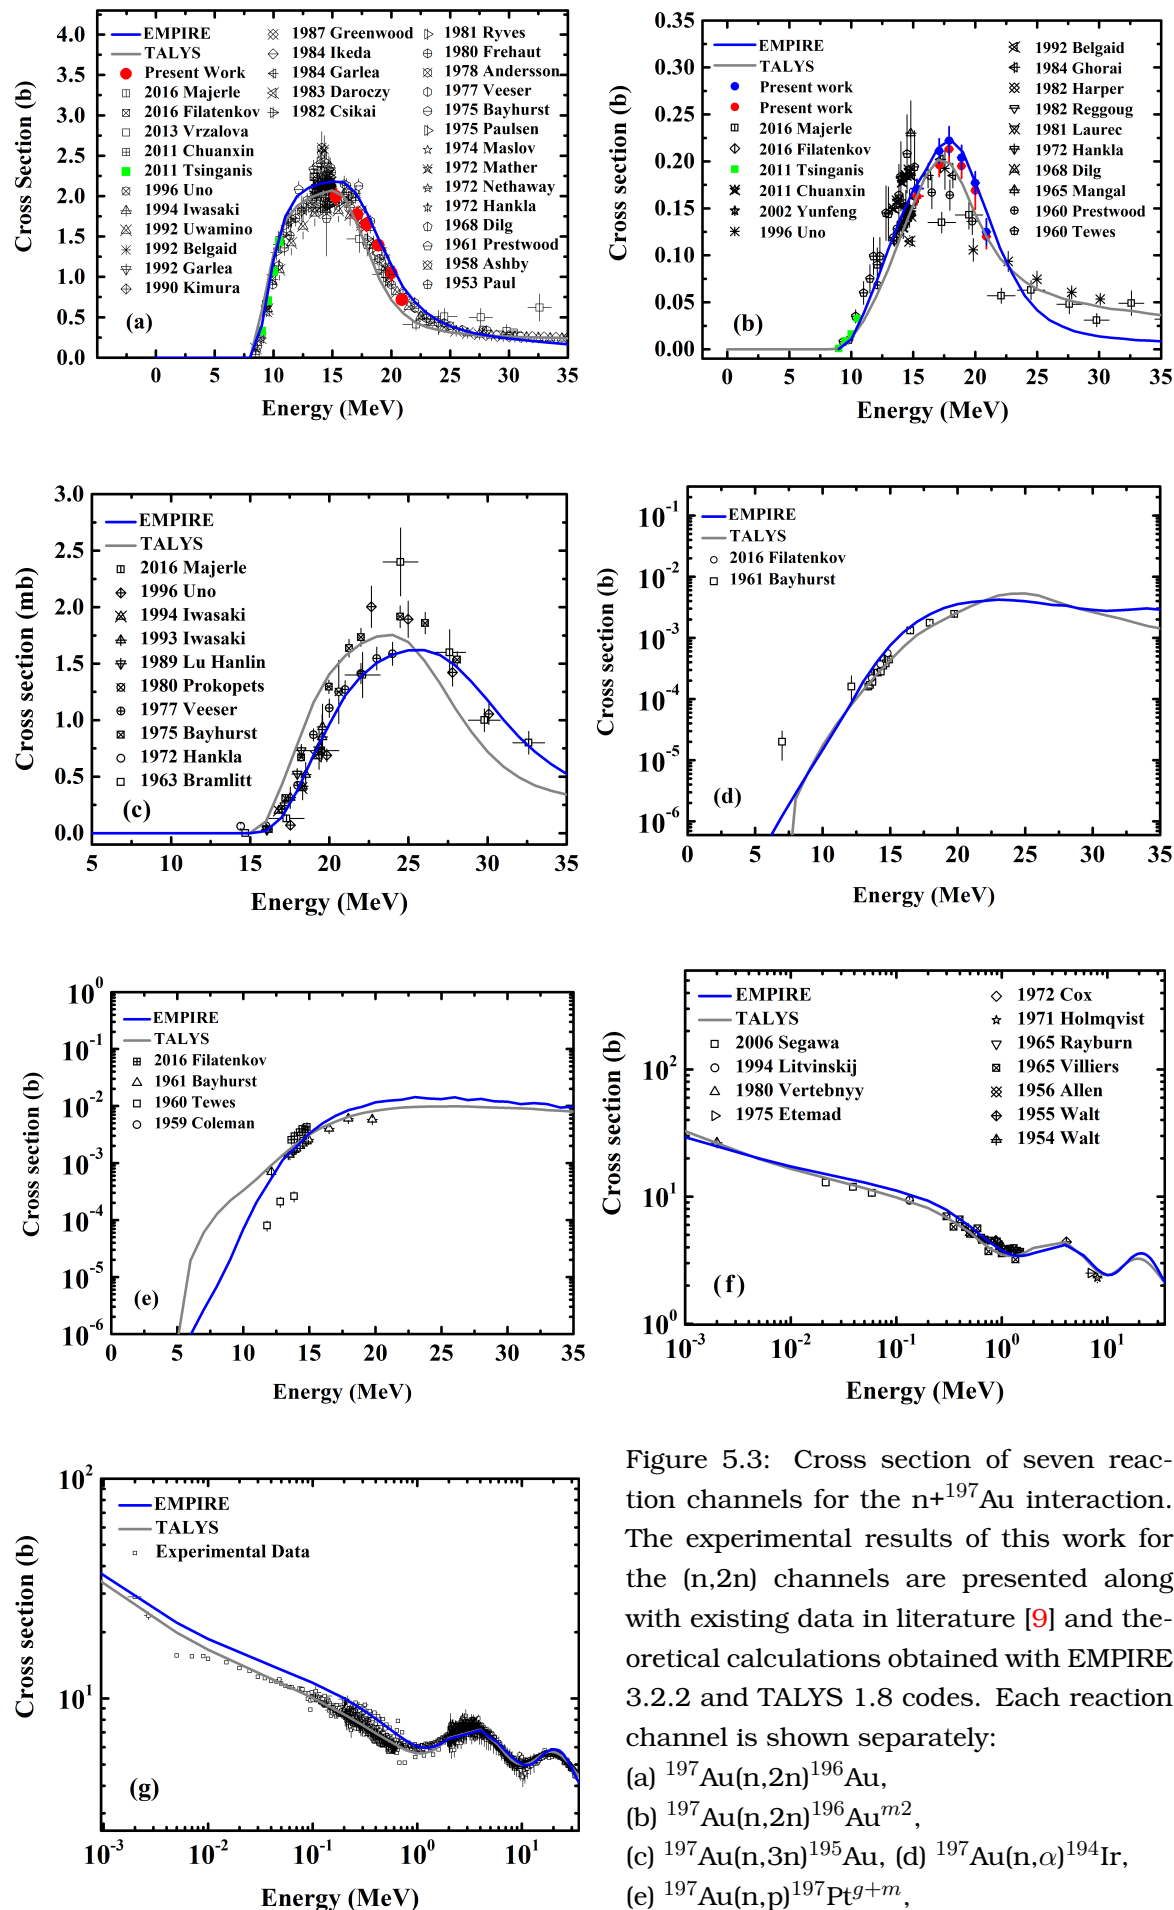 4.0
3.5
3.0
2.5
2.0
1.5
1.0
0.5
0.0
Cross Section (b)
EMPIRE
TALYS
Present Work
2016 Majerle
2016 Filatenkov
2013 Vrzalova
2011 Chuanxin
2011 Tsinganis
1996 Uno
1994 Iwasaki
1992 Uwamino
1992 Belgaid
1992 Garlea
1990 Kimura
1987 Greenwood
1984 Ikeda
1984 Garlea
1983 Daroczy
1982 Csikai
1981 Ryves
1980 Frehaut
1978 Andersson
1977 Veeser
1975 Bayhurst
1975 Paulsen
1974 Maslov
1972 Mather
1972 Nethaway
1972 Hankla
1968 Dilg
1961 Prestwood
1958 Ashby
1953 Paul
(a)
0 5 10 15 20 25 30 35
Energy (MeV)
0.25
0.20
0.15
0.10
0.05
0.00
Cross Section (b)
EMPIRE
TALYS
Present work
Present work
2016 Majerle
2016 Filatenkov
2011 Tsinganis
2011 Chuanxin
2002 Yunfeng
1996 Uno
1992 Belgaid
1984 Ghorai
1982 Harper
1982 Reggoug
1981 Laurec
1972 Hankla
1968 Dilg
1965 Mangal
1960 Prestwood
1960 Tewes
(b)
0 5 10 15 20 25 30 35
Energy (MeV)
3.0
2.5
2.0
1.5
1.0
0.5
0.0
Cross section (mb)
EMPIRE
TALYS
2016 Majerle
1996 Uno
1994 Iwasaki
1993 Iwasaki
1989 Lu Hanlin
1980 Prokopets
1977 Veeser
1975 Bayhurst
1972 Hankla
1963 Bramlitt
(c)
5 10 15 20 25 30 35
Energy (MeV)
10^-1
10^-2
10^-3
10^-4
10^-5
10^-6
Cross section (b)
EMPIRE
TALYS
2016 Filatenkov
1961 Bayhurst
(d)
0 5 10 15 20 25 30 35
Energy (MeV)
10^0
10^-1
10^-2
10^-3
10^-4
10^-5
10^-6
Cross section (b)
EMPIRE
TALYS
2016 Filatenkov
1961 Bayhurst
1960 Tewes
1959 Coleman
(e)
0 5 10 15 20 25 30 35
Energy (MeV)
10^2
10^1
10^0
Cross section (b)
EMPIRE
TALYS
2006 Segawa
1994 Litvinskij
1980 Vertebnyy
1975 Etemad
1972 Cox
1971 Holmqvist
1965 Rayburn
1965 Villiers
1956 Allen
1955 Walt
1954 Walt
(f)
10^-3 10^-2 10^-1 10^0 10^1
Energy (MeV)
10^2
10^1
Cross section (b)
EMPIRE
TALYS
Experimental Data
(g)
10^-3 10^-2 10^-1 10^0 10^1
Energy (MeV)
Figure 5.3: Cross section of seven reac-
tion channels for the n+^197Au interaction.
The experimental results of this work for
the (n,2n) channels are presented along
with existing data in literature [9] and the-
oretical calculations obtained with EMPIRE
3.2.2 and TALYS 1.8 codes. Each reaction
channel is shown separately:
(a) ^197Au(n,2n)^196Au,
(b) ^197Au(n,2n)^196Au^m2,
(c) ^197Au(n,3n)^195Au, (d) ^197Au(n,α)^194Ir,
(e) ^197Au(n,p)^197Pt^g+m,